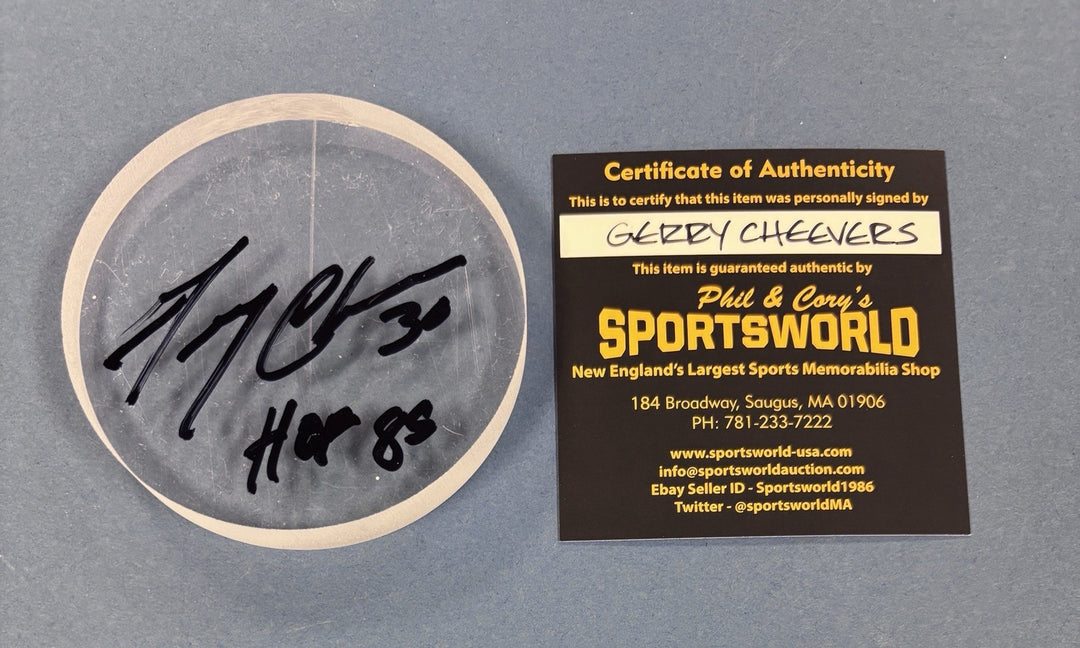 Gerry Cheevers 30
HOF 85
Certificate of Authenticity
This is to certify that this item was personally signed by
GERRY CHEEVERS
This item is guaranteed authentic by
Phil & Cory's
SPORTSWORLD
New England's Largest Sports Memorabilia Shop
184 Broadway, Saugus, MA 01906
PH: 781-233-7222
www.sportsworld-usa.com
info@sportsworldauction.com
Ebay Seller ID - Sportsworld1986
Twitter - @sportsworldMA